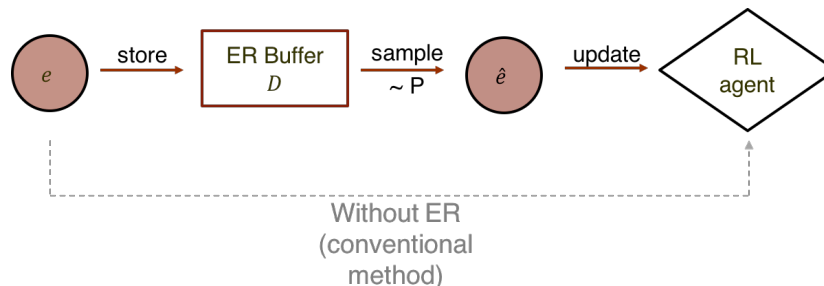 e
store
ER Buffer
D
sample
~ P
ê
update
RL
agent
Without ER
(conventional
method)